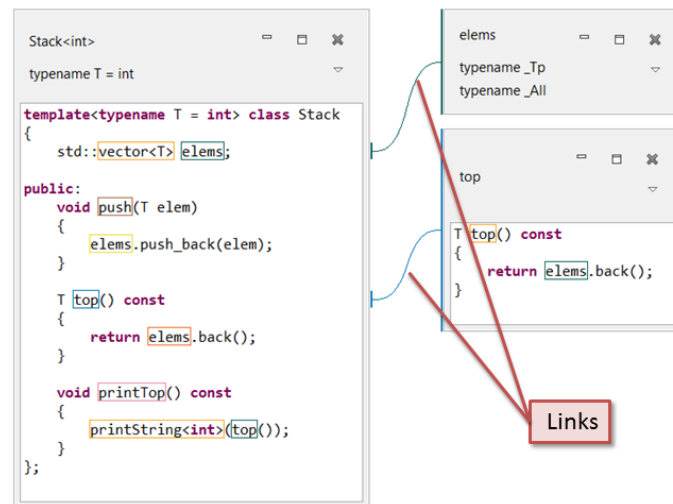 Stack<int>
typename T = int
template<typename T = int> class Stack
{
    std::vector<T> elems;
public:
    void push(T elem)
    {
        elems.push_back(elem);
    }
    T top() const
    {
        return elems.back();
    }
    void printTop() const
    {
        printString<int>(top());
    }
};
elems
typename _Tp
typename _All
top
T top() const
{
    return elems.back();
}
Links